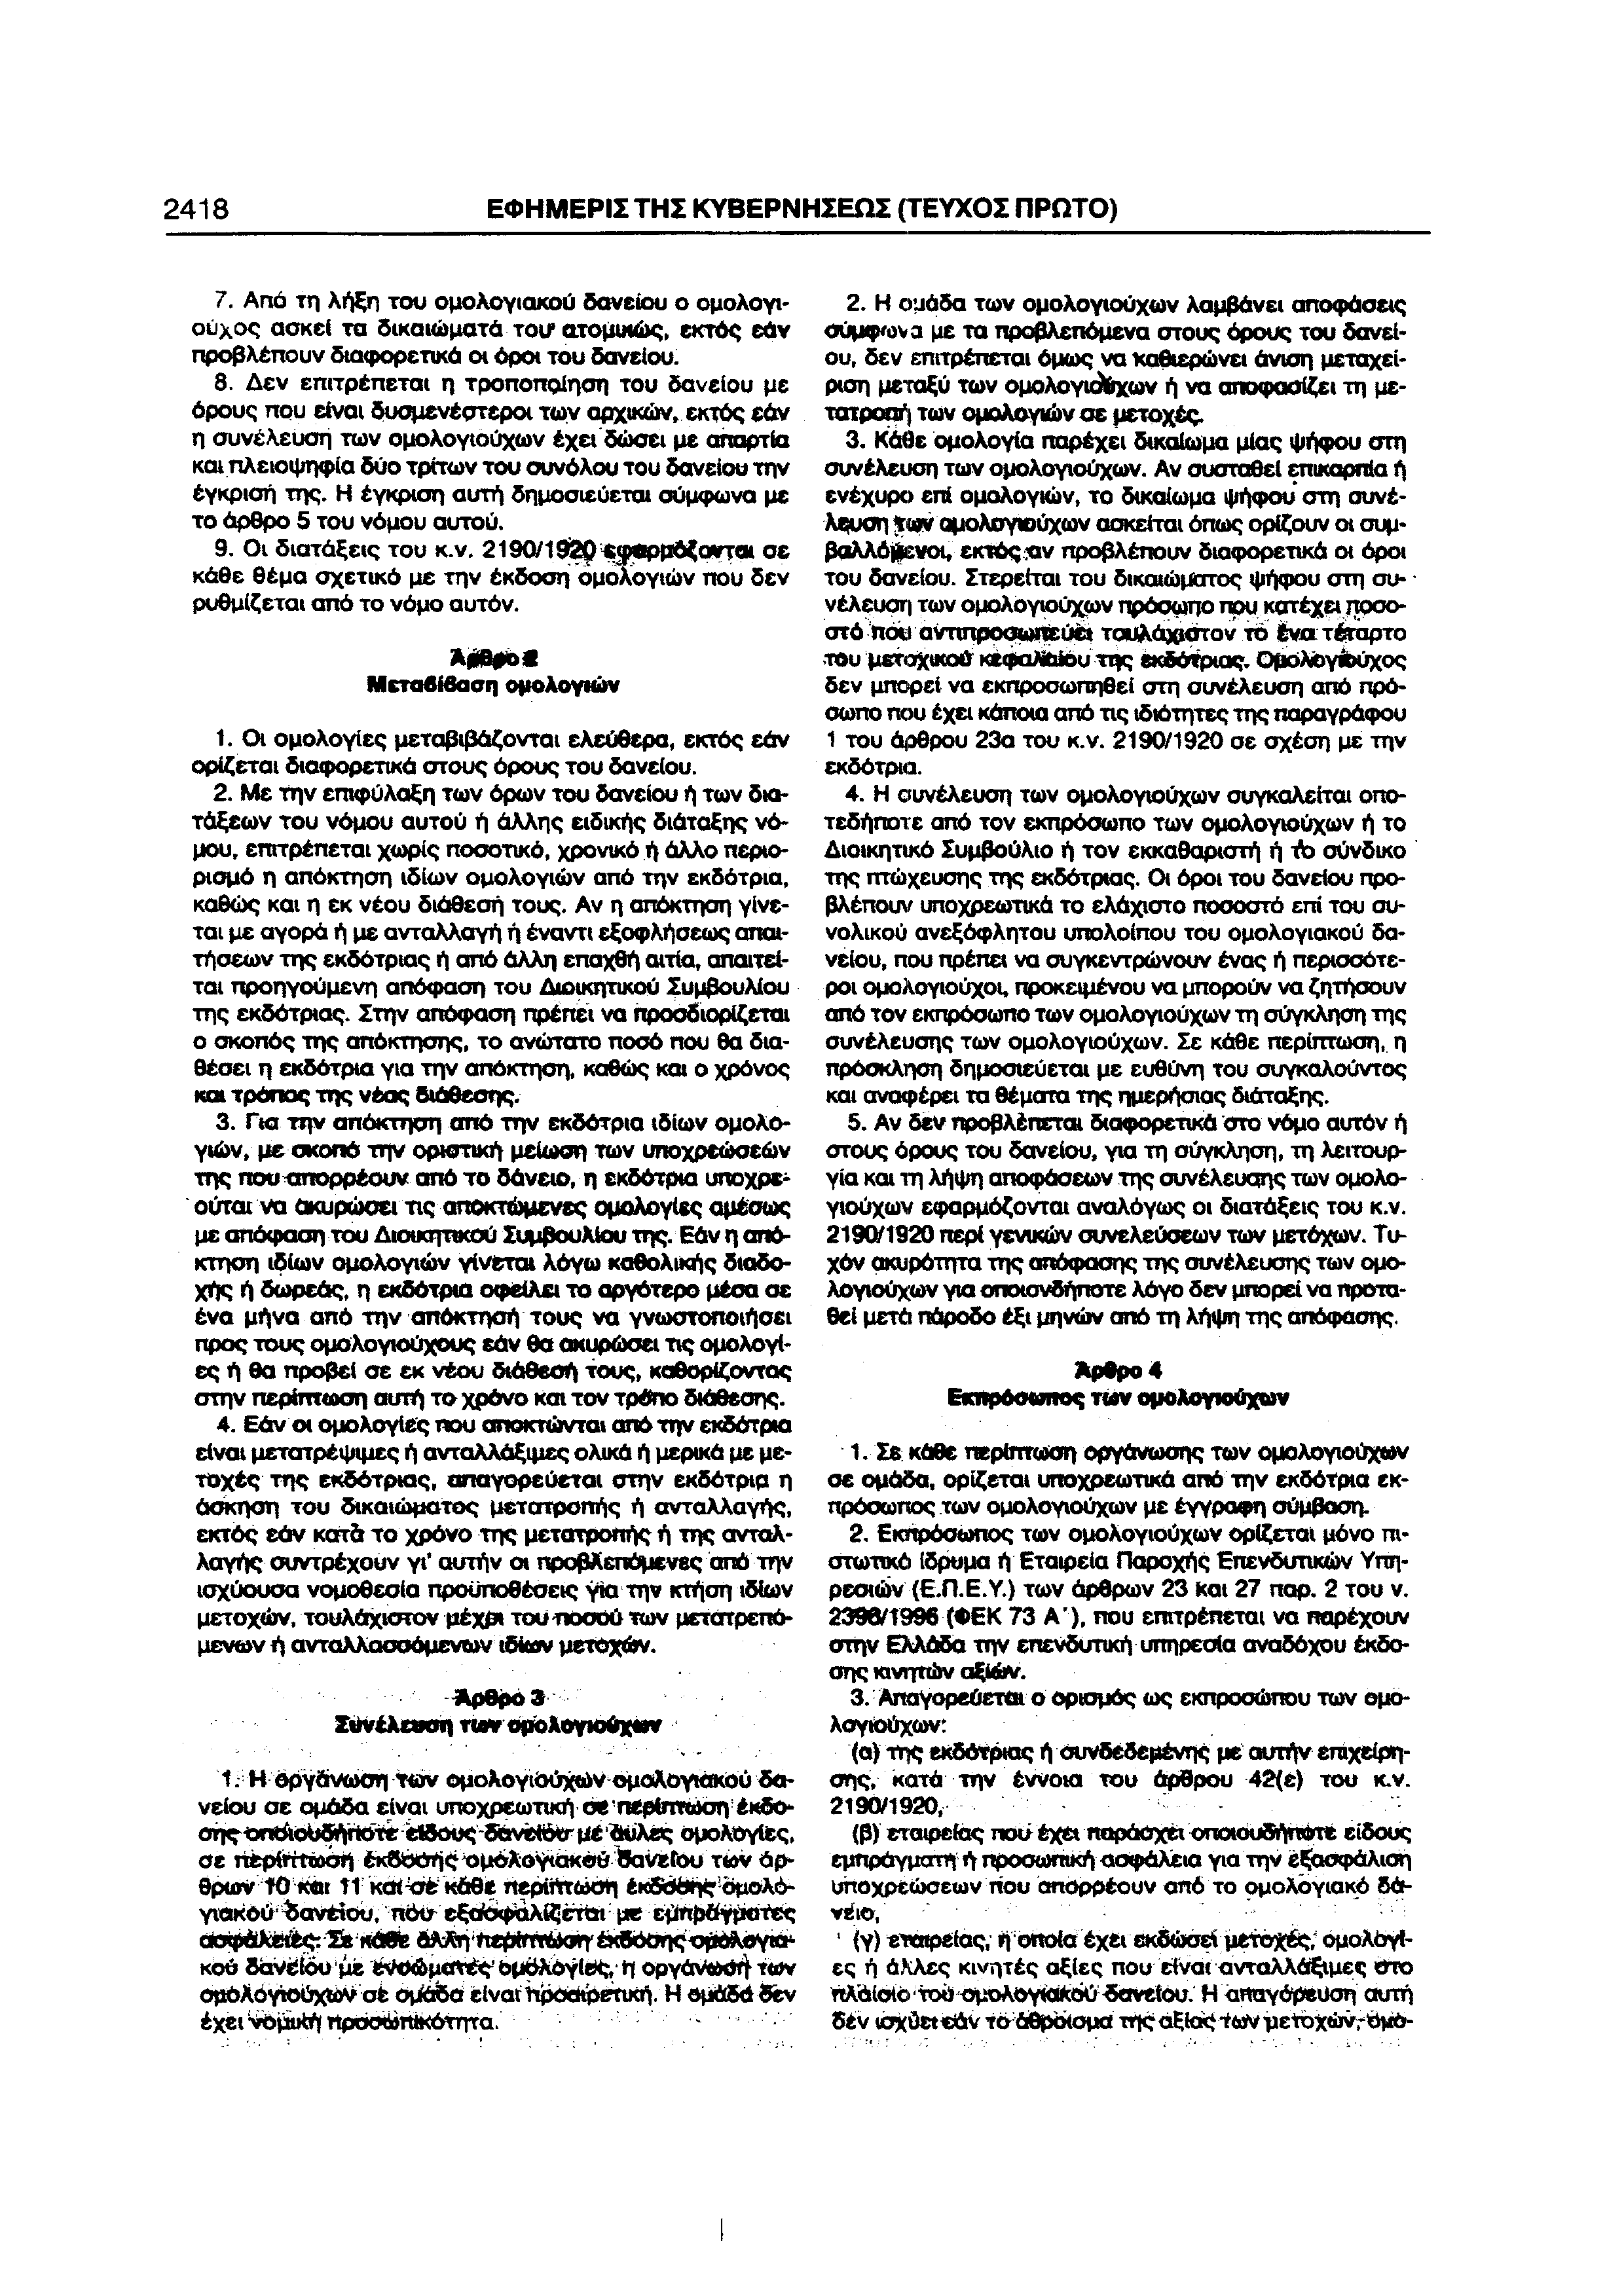 2418
ΕΦΗΜΕΡΙΣ ΤΗΣ ΚΥΒΕΡΝΗΣΕΩΣ (ΤΕΥΧΟΣ ΠΡΩΤΟ)
7. Από τη λήξη του ομολογιακού δανείου ο ομολογι-
ούχος ασκεί τα δικαιώματά του ατομικώς, εκτός εάν
προβλέπουν διαφορετικά οι όροι του δανείου.
8. Δεν επιτρέπεται η τροποποίηση του δανείου με
όρους που είναι δυσμενέστεροι των αρχικών, εκτός εάν
η συνέλευση των ομολογιούχων έχει δώσει με απαρτία
και πλειοψηφία δύο τρίτων του συνόλου του δανείου την
έγκρισή της. Η έγκριση αυτή δημοσιεύεται σύμφωνα με
το άρθρο 5 του νόμου αυτού.
9. Οι διατάξεις του κ.ν. 2190/1920 εφαρμόζονται σε
κάθε θέμα σχετικό με την έκδοση ομολογιών που δεν
ρυθμίζεται από το νόμο αυτόν.
Άρθρο 2
Μεταβίβαση ομολογιών
1. Οι ομολογίες μεταβιβάζονται ελεύθερα, εκτός εάν
ορίζεται διαφορετικά στους όρους του δανείου.
2. Με την επιφύλαξη των όρων του δανείου ή των δια-
τάξεων του νόμου αυτού ή άλλης ειδικής διάταξης νό-
μου, επιτρέπεται χωρίς ποσοτικό, χρονικό ή άλλο περιο-
ρισμό η απόκτηση ιδίων ομολογιών από την εκδότρια,
καθώς και η εκ νέου διάθεσή τους. Αν η απόκτηση γίνε-
ται με αγορά ή με ανταλλαγή ή έναντι εξοφλήσεως απαι-
τήσεων της εκδότριας ή από άλλη επαχθή αιτία, απαιτεί-
ται προηγούμενη απόφαση του Διοικητικού Συμβουλίου
της εκδότριας. Στην απόφαση πρέπει να προσδιορίζεται
ο σκοπός της απόκτησης, το ανώτατο ποσό που θα δια-
θέσει η εκδότρια για την απόκτηση, καθώς και ο χρόνος
και τρόπος της νέας διάθεσης.
3. Για την απόκτηση από την εκδότρια ιδίων ομολο-
γιών, με σκοπό την οριστική μείωση των υποχρεώσεών
της που απορρέουν από το δάνειο, η εκδότρια υποχρε-
ούται να ακυρώσει τις αποκτώμενες ομολογίες αμέσως
με απόφαση του Διοικητικού Συμβουλίου της. Εάν η από-
κτηση ιδίων ομολογιών γίνεται λόγω καθολικής διαδο-
χής ή δωρεάς, η εκδότρια οφείλει το αργότερο μέσα σε
ένα μήνα από την απόκτησή τους να γνωστοποιήσει
προς τους ομολογιούχους εάν θα ακυρώσει τις ομολογί-
ες ή θα προβεί σε εκ νέου διάθεσή τους, καθορίζοντας
στην περίπτωση αυτή το χρόνο και τον τρόπο διάθεσης.
4. Εάν οι ομολογίες που αποκτώνται από την εκδότρια
είναι μετατρέψιμες ή ανταλλάξιμες ολικά ή μερικά με με-
τοχές της εκδότριας, απαγορεύεται στην εκδότρια η
άσκηση του δικαιώματος μετατροπής ή ανταλλαγής,
εκτός εάν κατά το χρόνο της μετατροπής ή της ανταλ-
λαγής συντρέχουν γι' αυτήν οι προβλεπόμενες από την
ισχύουσα νομοθεσία προϋποθέσεις για την κτήση ιδίων
μετοχών, τουλάχιστον μέχρι του ποσού των μετατρεπό-
μενων ή ανταλλασσόμενων ιδίων μετοχών.
Άρθρο 3
Συνέλευση των ομολογιούχων
1. Η οργάνωση των ομολογιούχων ομολογιακού δα-
νείου σε ομάδα είναι υποχρεωτική σε περίπτωση έκδο-
σης οποιουδήποτε είδους δανείου με άυλες ομολογίες,
σε περίπτωση έκδοσης ομολογιακού δανείου των άρ-
θρων 10 και 11 και σε κάθε περίπτωση έκδοσης ομολο-
γιακού δανείου, που εξασφαλίζεται με εμπράγματες
ασφάλειες. Σε κάθε άλλη περίπτωση έκδοσης ομολογια-
κού δανείου με ενσώματες ομολογίες, η οργάνωση των
ομολογιούχων σε ομάδα είναι προαιρετική. Η ομάδα δεν
έχει νομική προσωπικότητα.
2. Η ομάδα των ομολογιούχων λαμβάνει αποφάσεις
σύμφωνα με τα προβλεπόμενα στους όρους του δανεί-
ου, δεν επιτρέπεται όμως να καθιερώνει άνιση μεταχεί-
ριση μεταξύ των ομολογιούχων ή να αποφασίζει τη με-
τατροπή των ομολογιών σε μετοχές.
3. Κάθε ομολογία παρέχει δικαίωμα μίας ψήφου στη
συνέλευση των ομολογιούχων. Αν συσταθεί επικαρπία ή
ενέχυρο επί ομολογιών, το δικαίωμα ψήφου στη συνέ-
λευση των ομολογιούχων ασκείται όπως ορίζουν οι συμ-
βαλλόμενοι, εκτός αν προβλέπουν διαφορετικά οι όροι
του δανείου. Στερείται του δικαιώματος ψήφου στη συ-
νέλευση των ομολογιούχων πρόσωπο που κατέχει ποσο-
στό που αντιπροσωπεύει τουλάχιστον το ένα τέταρτο
του μετοχικού κεφαλαίου της εκδότριας. Ομολογιούχος
δεν μπορεί να εκπροσωπηθεί στη συνέλευση από πρό-
σωπο που έχει κάποια από τις ιδιότητες της παραγράφου
1 του άρθρου 23α του κ.ν. 2190/1920 σε σχέση με την
εκδότρια.
4. Η συνέλευση των ομολογιούχων συγκαλείται οπο-
τεδήποτε από τον εκπρόσωπο των ομολογιούχων ή το
Διοικητικό Συμβούλιο ή τον εκκαθαριστή ή το σύνδικο
της πτώχευσης της εκδότριας. Οι όροι του δανείου προ-
βλέπουν υποχρεωτικά το ελάχιστο ποσοστό επί του συ-
νολικού ανεξόφλητου υπολοίπου του ομολογιακού δα-
νείου, που πρέπει να συγκεντρώνουν ένας ή περισσότε-
ροι ομολογιούχοι, προκειμένου να μπορούν να ζητήσουν
από τον εκπρόσωπο των ομολογιούχων τη σύγκληση της
συνέλευσης των ομολογιούχων. Σε κάθε περίπτωση, η
πρόσκληση δημοσιεύεται με ευθύνη του συγκαλούντος
και αναφέρει τα θέματα της ημερήσιας διάταξης.
5. Αν δεν προβλέπεται διαφορετικά στο νόμο αυτόν ή
στους όρους του δανείου, για τη σύγκληση, τη λειτουρ-
γία και τη λήψη αποφάσεων της συνέλευσης των ομολο-
γιούχων εφαρμόζονται αναλόγως οι διατάξεις του κ.ν.
2190/1920 περί γενικών συνελεύσεων των μετόχων. Τυ-
χόν ακυρότητα της απόφασης της συνέλευσης των ομο-
λογιούχων για οποιονδήποτε λόγο δεν μπορεί να προτα-
θεί μετά πάροδο έξι μηνών από τη λήψη της απόφασης.
Άρθρο 4
Εκπρόσωπος των ομολογιούχων
1. Σε κάθε περίπτωση οργάνωσης των ομολογιούχων
σε ομάδα, ορίζεται υποχρεωτικά από την εκδότρια εκ-
πρόσωπος των ομολογιούχων με έγγραφη σύμβαση.
2. Εκπρόσωπος των ομολογιούχων ορίζεται μόνο πι-
στωτικό ίδρυμα ή Εταιρεία Παροχής Επενδυτικών Υπη-
ρεσιών (Ε.Π.Ε.Υ.) των άρθρων 23 και 27 παρ. 2 του ν.
2396/1996 (ΦΕΚ 73 Α΄), που επιτρέπεται να παρέχουν
στην Ελλάδα την επενδυτική υπηρεσία αναδόχου έκδο-
σης κινητών αξιών.
3. Απαγορεύεται ο ορισμός ως εκπροσώπου των ομο-
λογιούχων:
(α) της εκδότριας ή συνδεδεμένης με αυτήν επιχείρη-
σης, κατά την έννοια του άρθρου 42(ε) του κ.ν.
2190/1920,
(β) εταιρείας που έχει παράσχει οποιουδήποτε είδους
εμπράγματη ή προσωπική ασφάλεια για την εξασφάλιση
υποχρεώσεων που απορρέουν από το ομολογιακό δά-
νειο,
(γ) εταιρείας, η οποία έχει εκδώσει μετοχές, ομολογί-
ες ή άλλες κινητές αξίες που είναι ανταλλάξιμες στο
πλαίσιο του ομολογιακού δανείου. Η απαγόρευση αυτή
δεν ισχύει εάν το άθροισμα της αξίας των μετοχών, ομο-